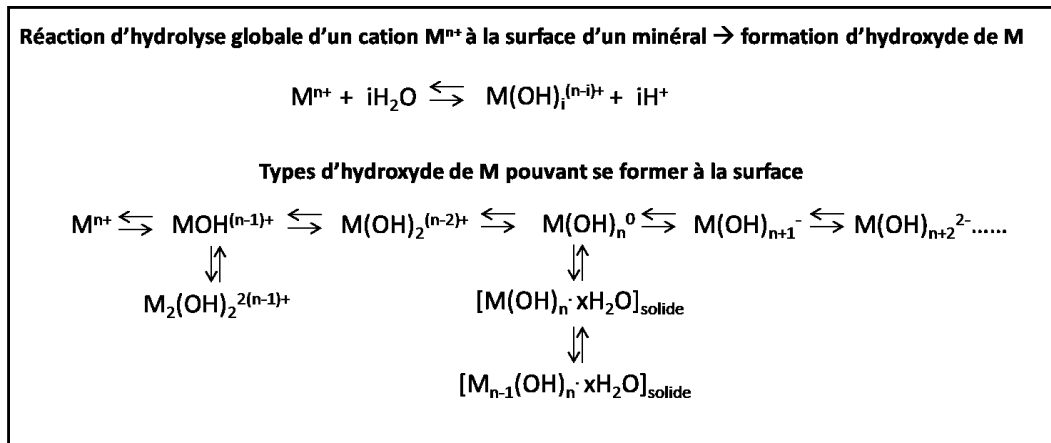 Réaction d'hydrolyse globale d'un cation Mⁿ⁺ à la surface d'un minéral → formation d'hydroxyde de M
Mⁿ⁺ + iH₂O ⇌ M(OH)ᵢ⁽ⁿ⁻ⁱ⁾⁺ + iH⁺
Types d'hydroxyde de M pouvant se former à la surface
Mⁿ⁺ ⇌ MOH⁽ⁿ⁻¹⁾⁺ ⇌ M(OH)₂⁽ⁿ⁻²⁾⁺ ⇌ M(OH)ₙ⁰ ⇌ M(OH)ₙ₊₁⁻ ⇌ M(OH)ₙ₊₂²⁻......
⇌ ⇌
M₂(OH)₂²⁽ⁿ⁻¹⁾⁺ [M(OH)ₙ·xH₂O]solide
⇌
[Mₙ₋₁(OH)ₙ·xH₂O]solide